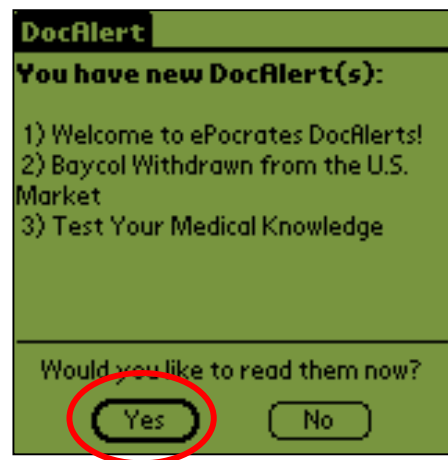 DocAlert
You have new DocAlert(s):
1) Welcome to ePocrates DocAlerts!
2) Baycol Withdrawn from the U.S.
Market
3) Test Your Medical Knowledge
Would you like to read them now?
Yes No